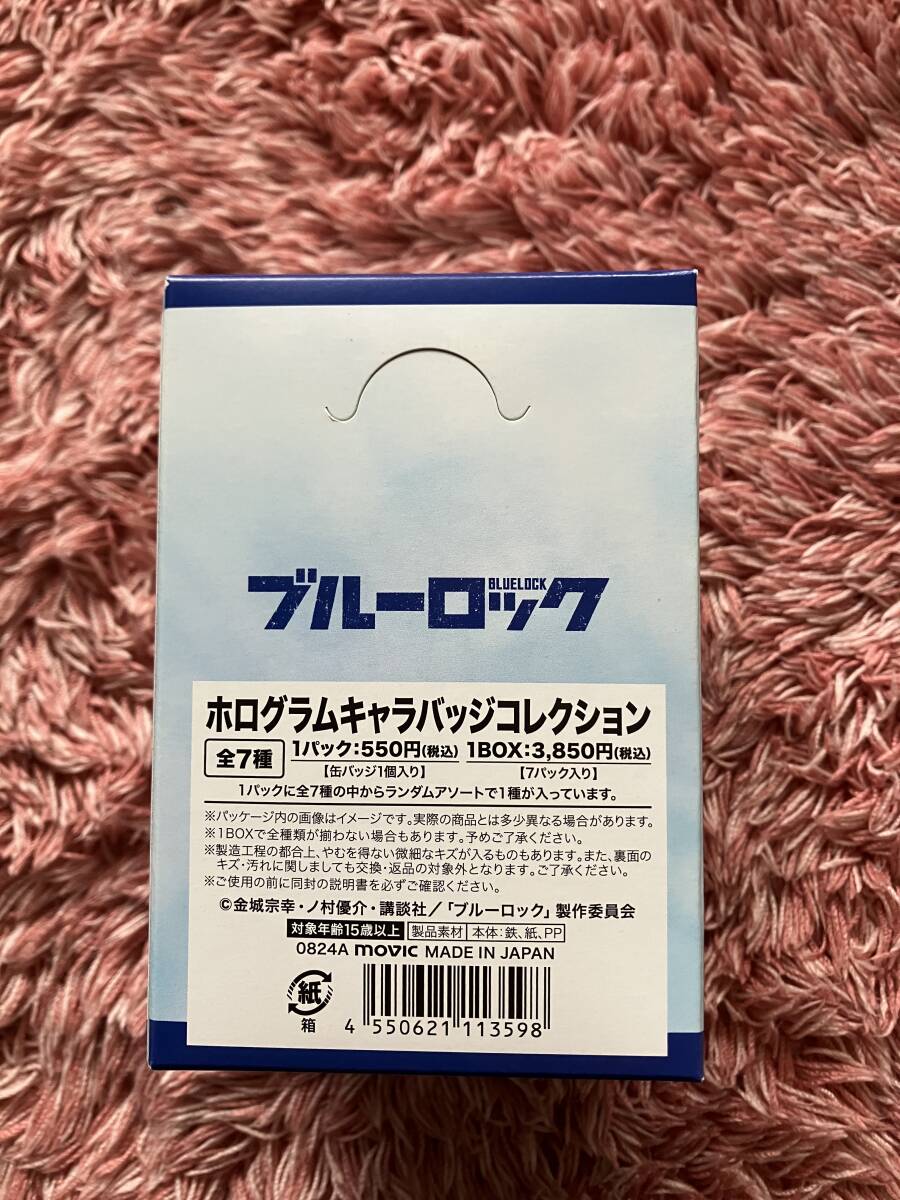 BLUELOCK
ブルーロック
ホログラムキャラバッジコレクション
全7種 1パック:550円(税込) 1BOX:3,850円(税込)
【缶バッジ1個入り】 【7パック入り】
1パックに全7種の中からランダムアソートで1種が入っています。
※パッケージ内の画像はイメージです。実際の商品とは多少異なる場合があります。
※1BOXで全種類が揃わない場合もあります。予めご了承ください。
※製造工程の都合上、やむを得ない微細なキズが入るものもあります。また、裏面の
キズ・汚れに関しましても交換・返品の対象外となります。ご了承ください。
※ご使用の前に同封の説明書を必ずご確認ください。
©金城宗幸・ノ村優介・講談社/「ブルーロック」製作委員会
対象年齢15歳以上 製品素材 本体:鉄、紙、PP
0824A movic MADE IN JAPAN
紙
箱
4 550621 113598